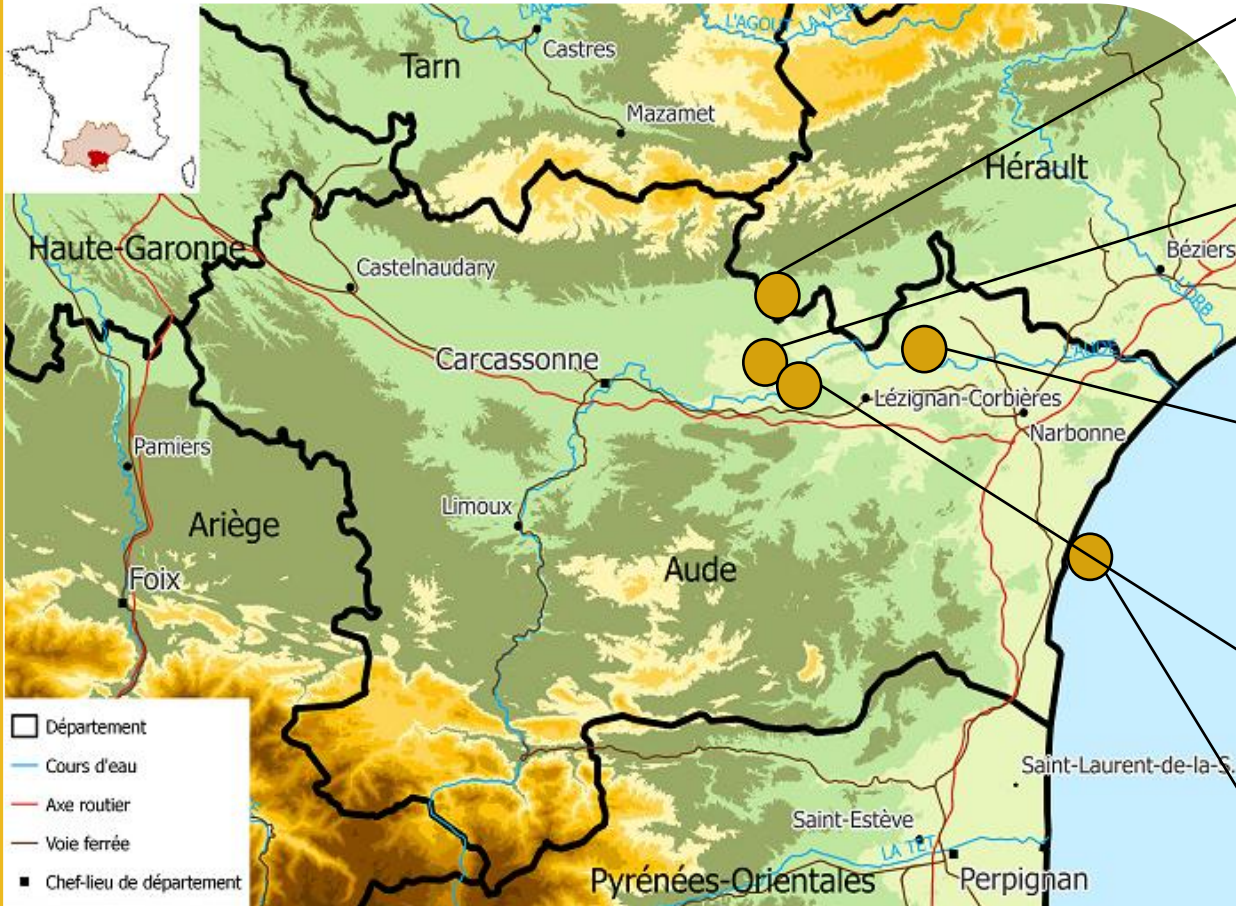 L'AGOUT
LA VÈBRE
Castres
Tarn
Mazamet
Hérault
Haute-Garonne
Castelnaudary
Béziers
L'ORB
Carcassonne
L'AUDE
Lézignan-Corbières
Narbonne
Pamiers
Limoux
Ariège
Aude
Foix
Département
Cours d'eau
Axe routier
Voie ferrée
Chef-lieu de département
Saint-Laurent-de-la-S.
Saint-Estève
LA TÊT
Pyrénées-Orientales
Perpignan